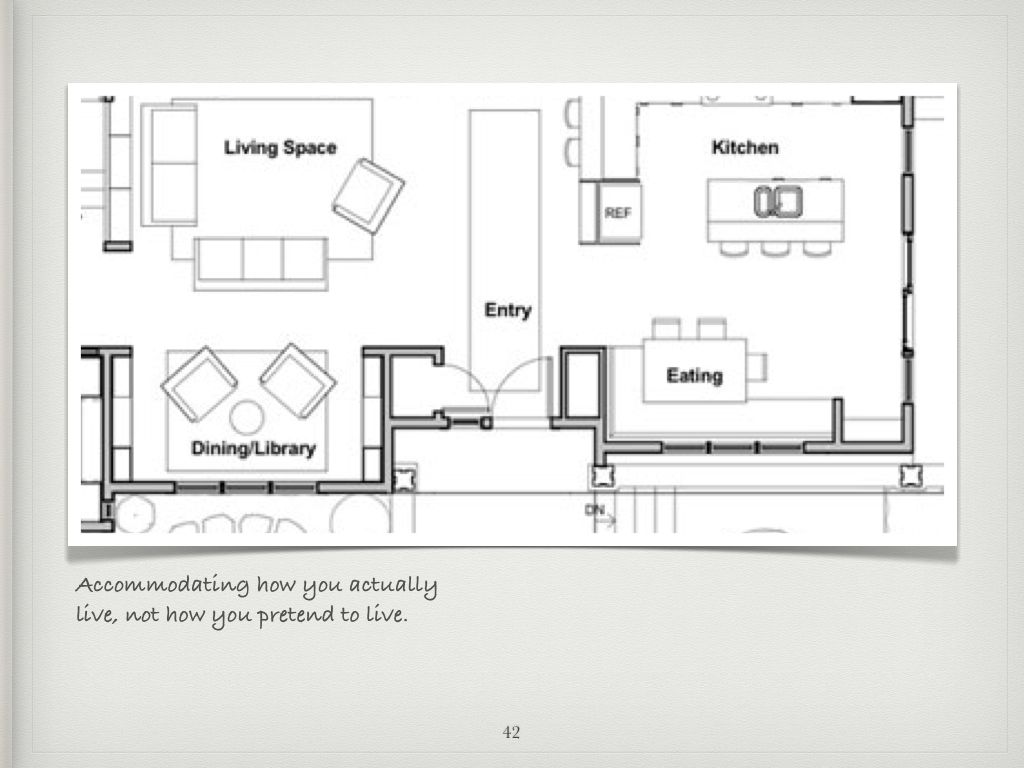 Living Space
Kitchen
REF
Entry
Eating
Dining/Library
DN
Accommodating how you actually
live, not how you pretend to live.
42